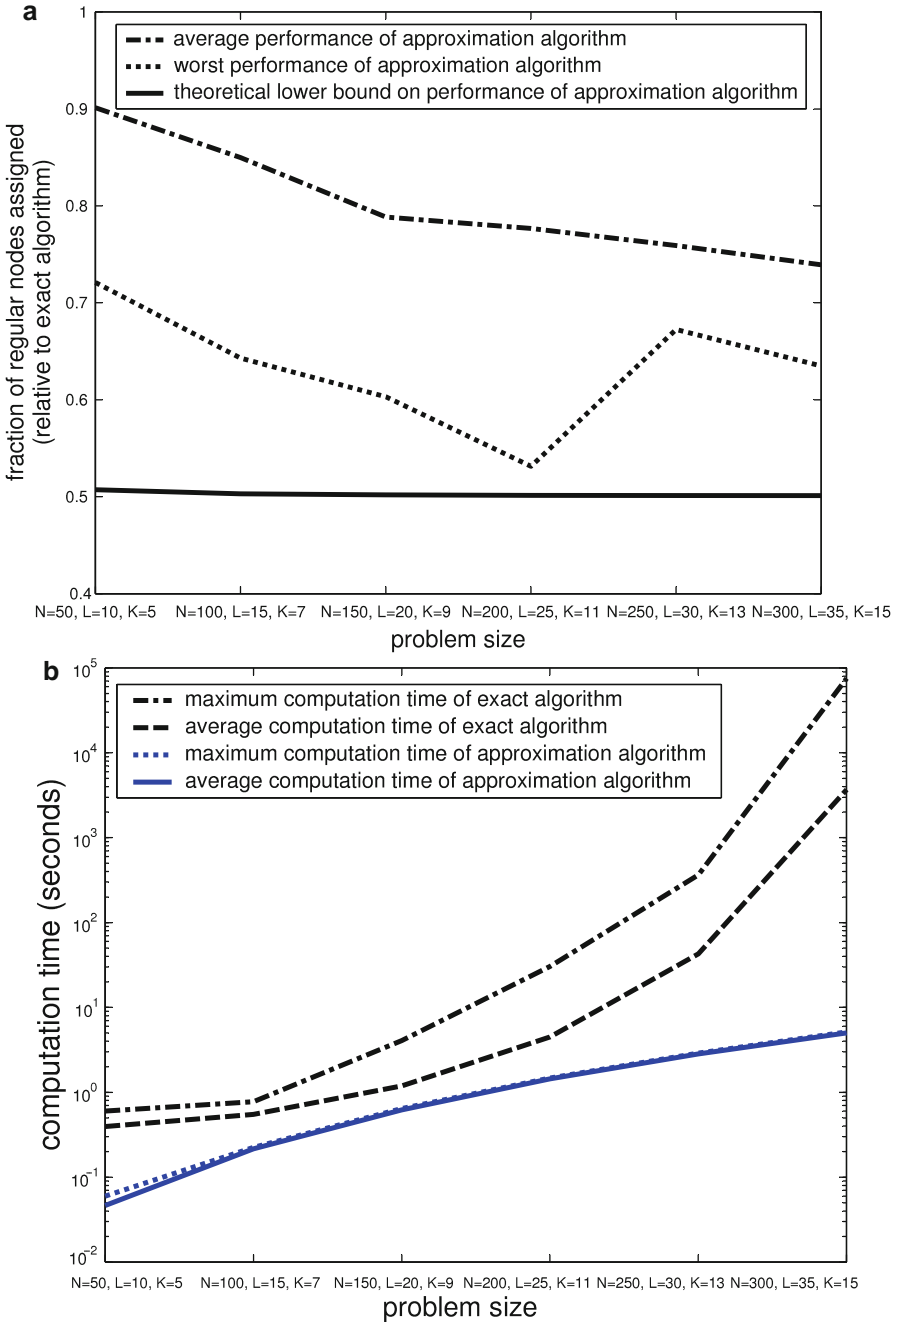 a
1
average performance of approximation algorithm
worst performance of approximation algorithm
theoretical lower bound on performance of approximation algorithm
0.9
0.8
0.7
0.6
0.5
0.4
fraction of regular nodes assigned
(relative to exact algorithm)
N=50, L=10, K=5 N=100, L=15, K=7 N=150, L=20, K=9 N=200, L=25, K=11 N=250, L=30, K=13 N=300, L=35, K=15
problem size
b
10^5
maximum computation time of exact algorithm
average computation time of exact algorithm
maximum computation time of approximation algorithm
average computation time of approximation algorithm
10^4
10^3
10^2
10^1
10^0
10^−1
10^−2
computation time (seconds)
N=50, L=10, K=5 N=100, L=15, K=7 N=150, L=20, K=9 N=200, L=25, K=11 N=250, L=30, K=13 N=300, L=35, K=15
problem size